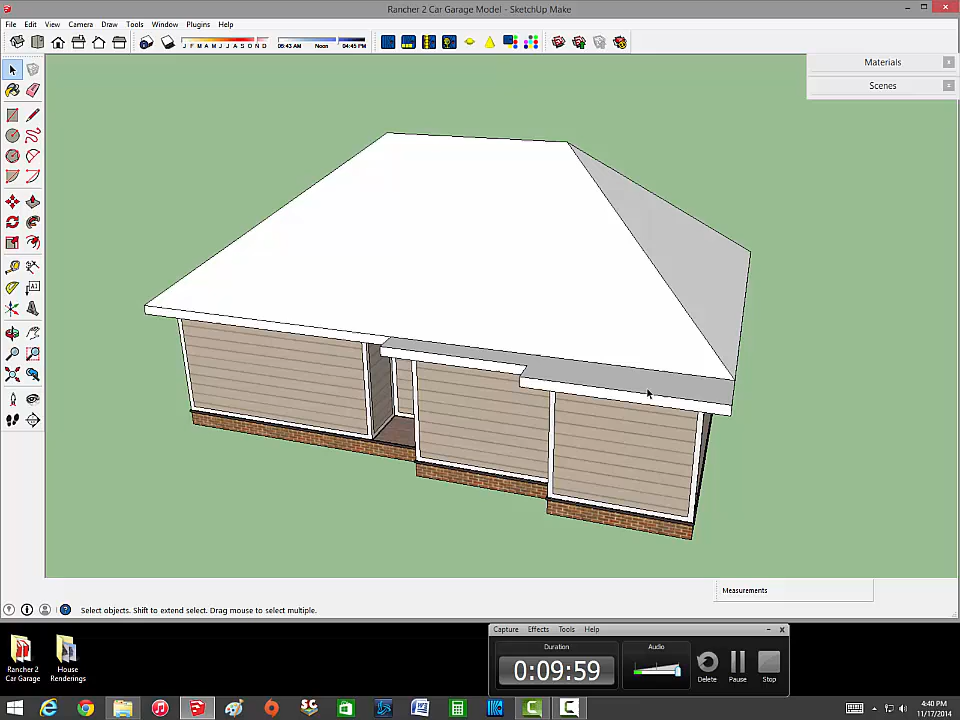 Rancher 2 Car Garage Model - SketchUp Make
File Edit View Camera Draw Tools Window Plugins Help
J F M A M J J A S O N D
05:43 AM Noon 04:45 PM
Materials
Scenes
A1
Measurements
Select objects. Shift to extend select. Drag mouse to select multiple.
Capture Effects Tools Help
Duration
0:09:59
Audio
Delete
Pause
Stop
Rancher 2
Car Garage
House
Renderings
SC
4:40 PM
11/17/2014